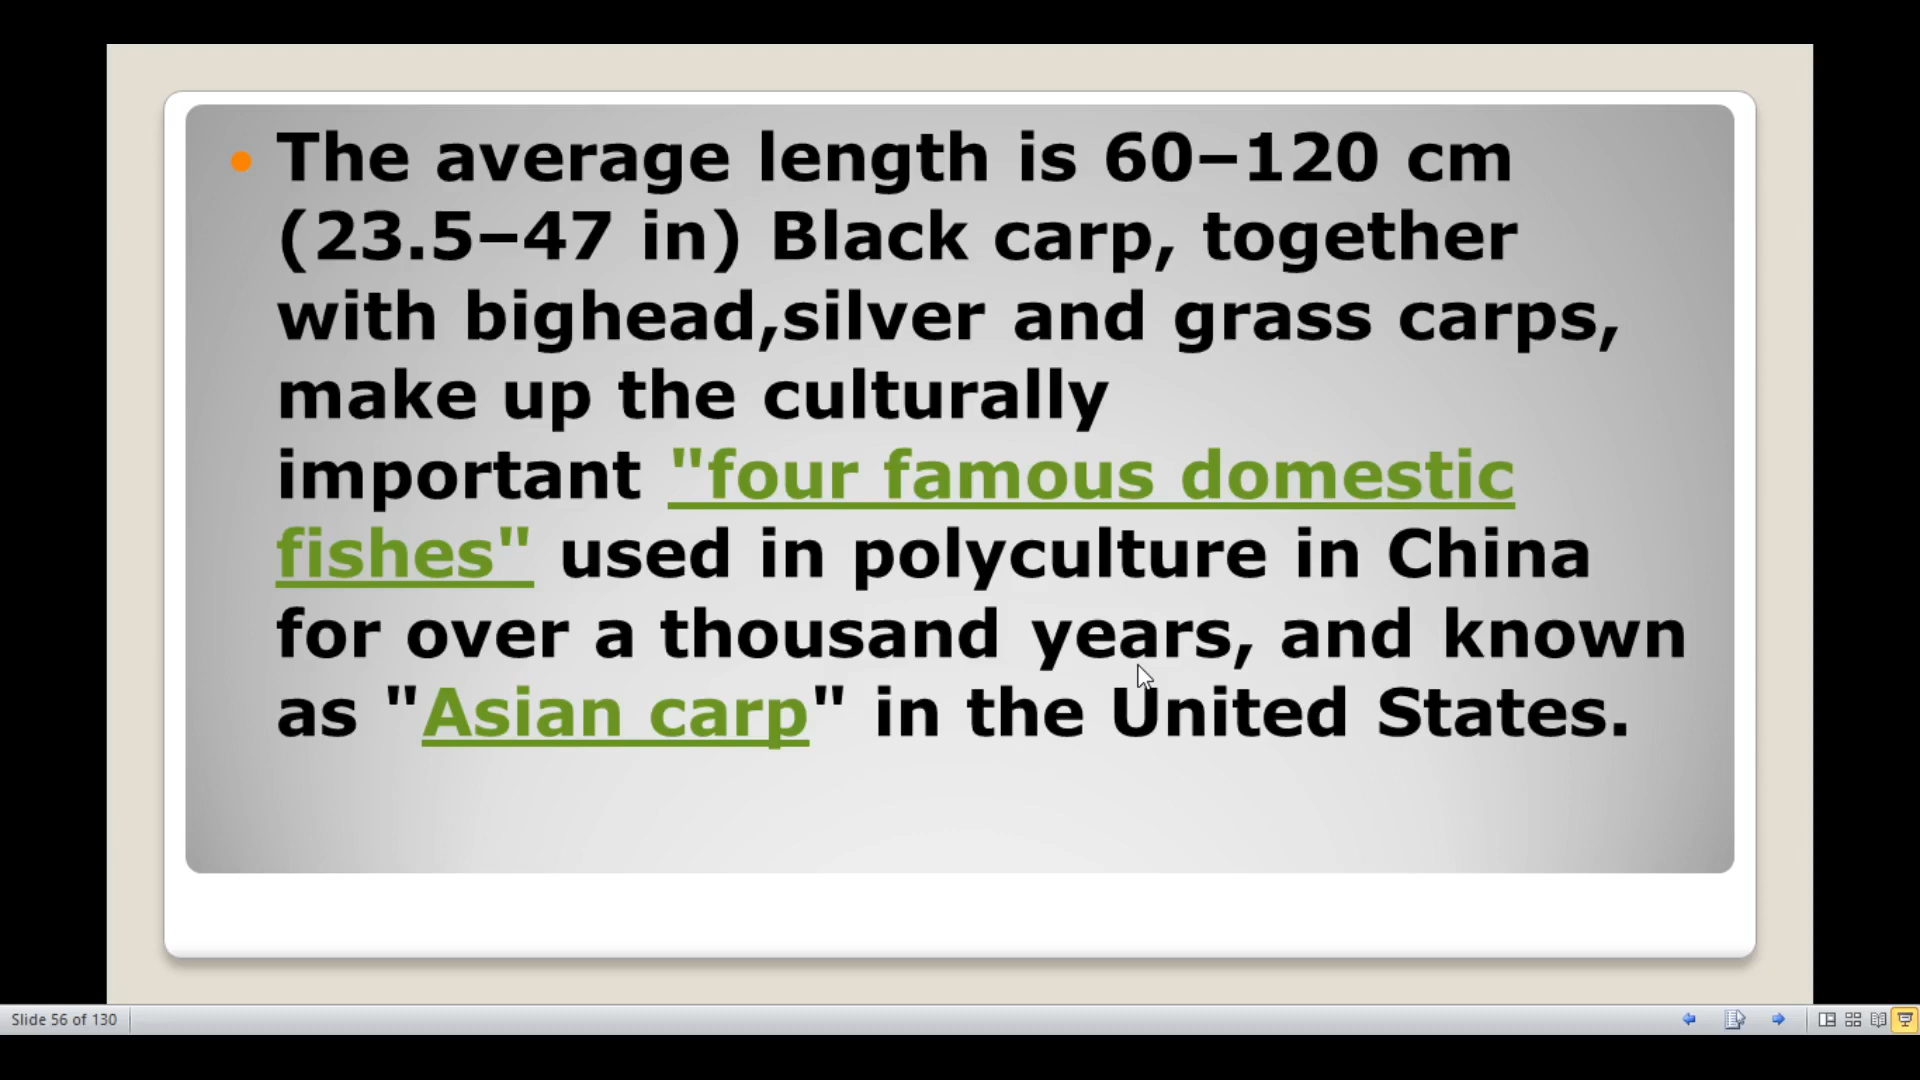 The average length is 60–120 cm
(23.5–47 in) Black carp, together
with bighead,silver and grass carps,
make up the culturally
important "four famous domestic
fishes" used in polyculture in China
for over a thousand years, and known
as "Asian carp" in the United States.
Slide 56 of 130